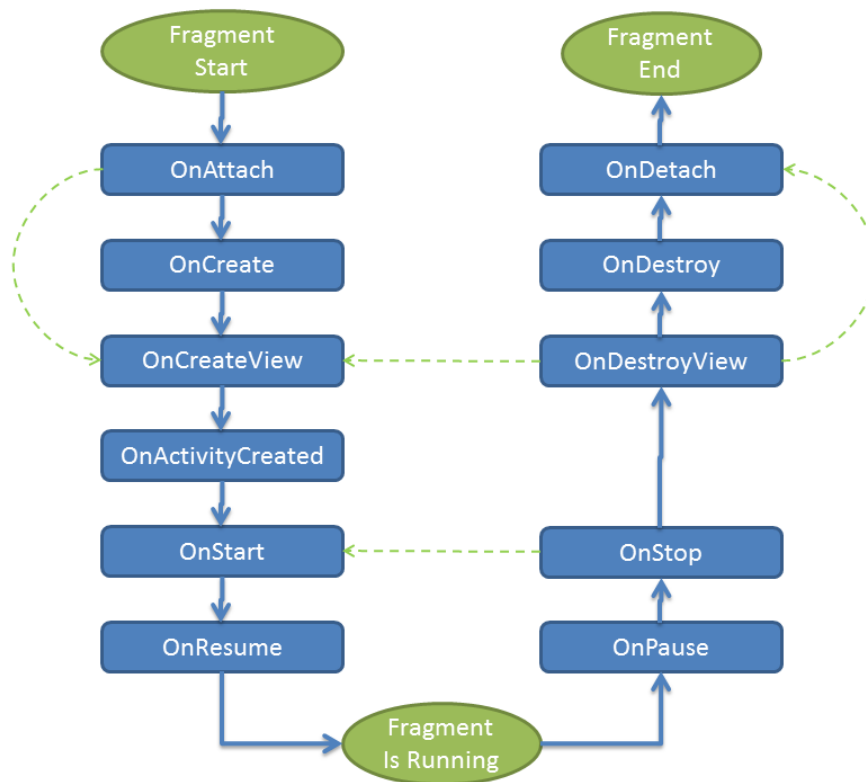 Fragment
Start
OnAttach
OnCreate
OnCreateView
OnActivityCreated
OnStart
OnResume
Fragment
Is Running
OnPause
OnStop
OnDestroyView
OnDestroy
OnDetach
Fragment
End